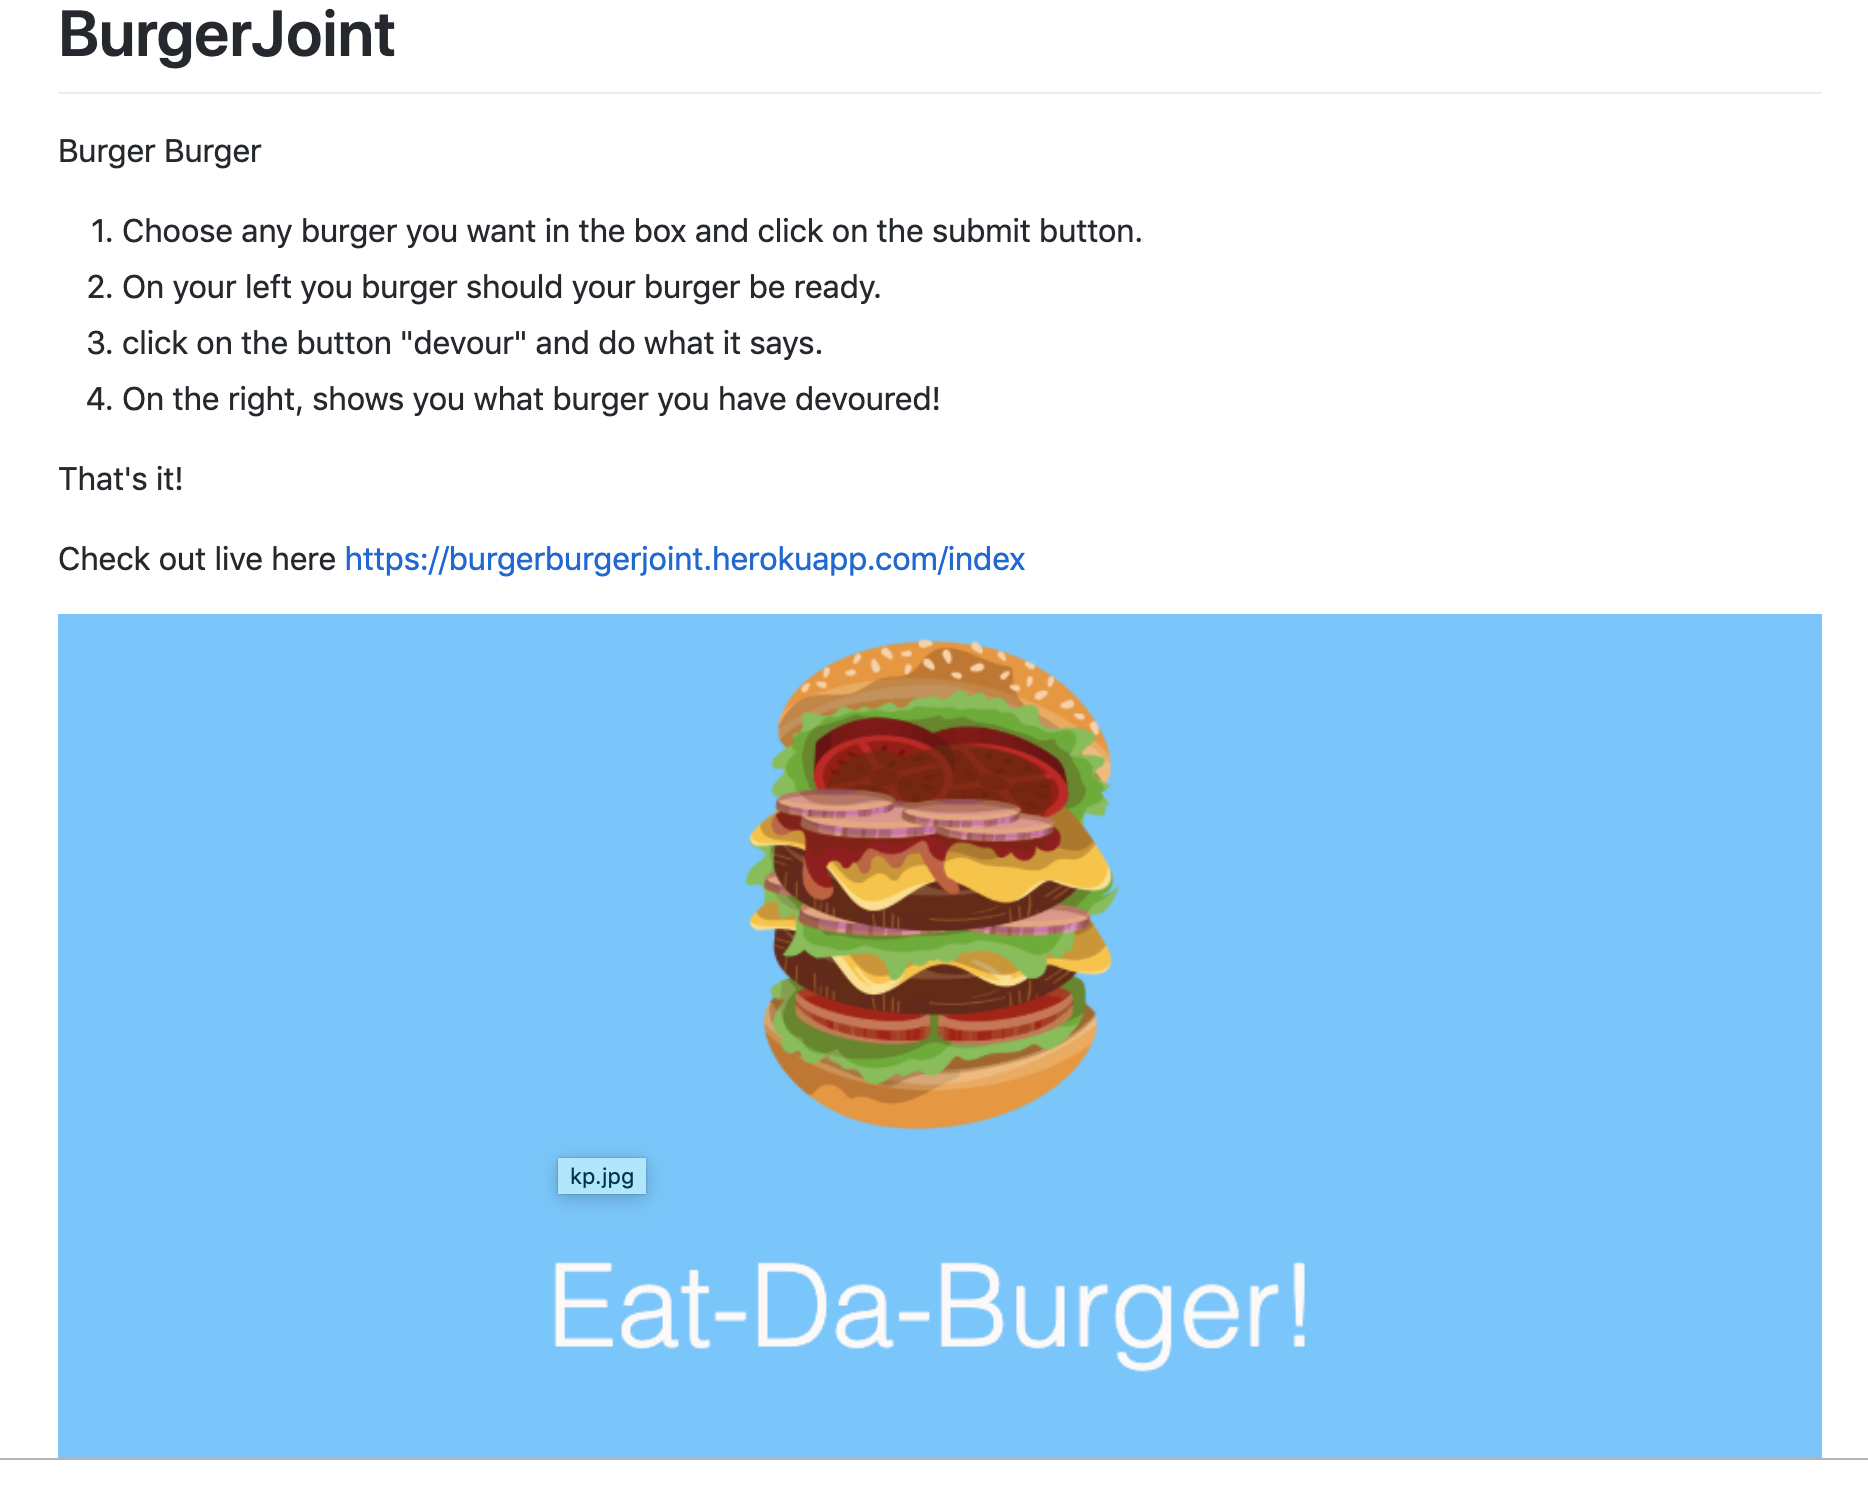 BurgerJoint
Burger Burger
1. Choose any burger you want in the box and click on the submit button.
2. On your left you burger should your burger be ready.
3. click on the button "devour" and do what it says.
4. On the right, shows you what burger you have devoured!
That's it!
Check out live here https://burgerburgerjoint.herokuapp.com/index
kp.jpg
Eat-Da-Burger!